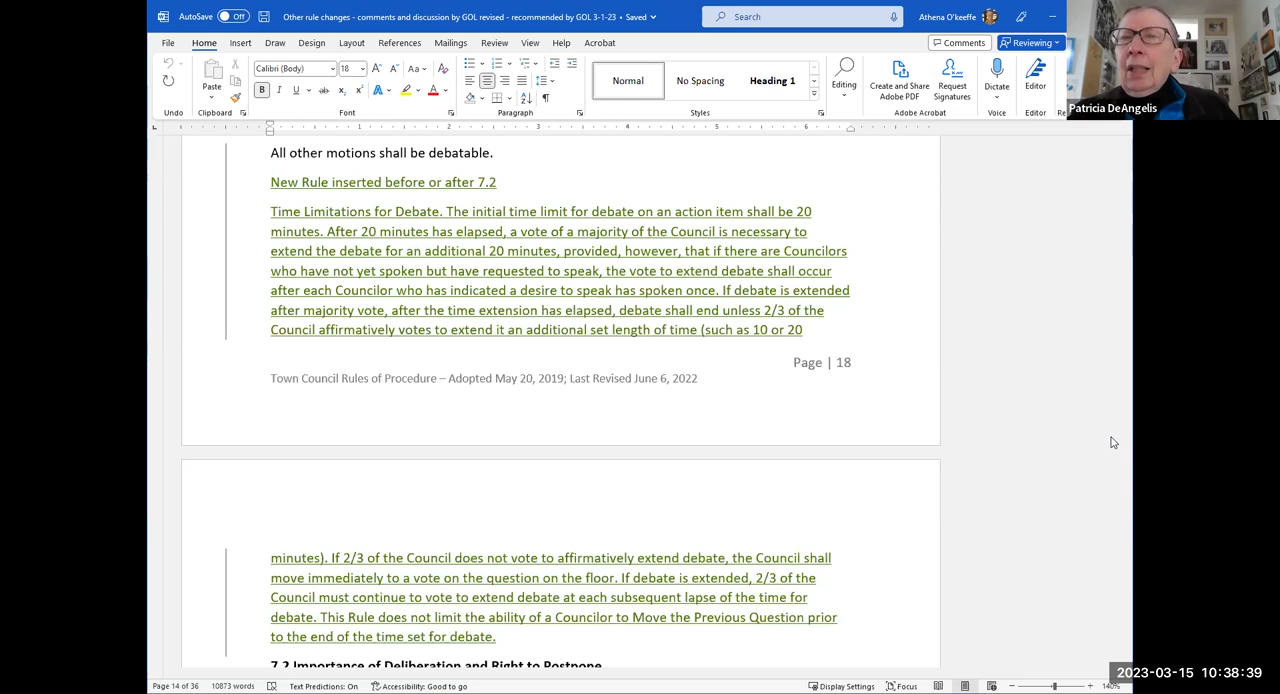 AutoSave Off Other rule changes - comments and discussion by GOL revised - recommended by GOL 3-1-23 • Saved Search Athena O'keeffe
File Home Insert Draw Design Layout References Mailings Review View Help Acrobat Comments Reviewing
Paste Calibri (Body) 18 Normal No Spacing Heading 1 Editing Create and Share Adobe PDF Request Signatures Dictate Editor
Undo Clipboard Font Paragraph Styles Adobe Acrobat Voice Editor
Patricia DeAngelis
All other motions shall be debatable.
New Rule inserted before or after 7.2
Time Limitations for Debate. The initial time limit for debate on an action item shall be 20
minutes. After 20 minutes has elapsed, a vote of a majority of the Council is necessary to
extend the debate for an additional 20 minutes, provided, however, that if there are Councilors
who have not yet spoken but have requested to speak, the vote to extend debate shall occur
after each Councilor who has indicated a desire to speak has spoken once. If debate is extended
after majority vote, after the time extension has elapsed, debate shall end unless 2/3 of the
Council affirmatively votes to extend it an additional set length of time (such as 10 or 20
Page | 18
Town Council Rules of Procedure – Adopted May 20, 2019; Last Revised June 6, 2022
minutes). If 2/3 of the Council does not vote to affirmatively extend debate, the Council shall
move immediately to a vote on the question on the floor. If debate is extended, 2/3 of the
Council must continue to vote to extend debate at each subsequent lapse of the time for
debate. This Rule does not limit the ability of a Councilor to Move the Previous Question prior
to the end of the time set for debate.
7.2 Importance of Deliberation and Right to Postpone
2023-03-15 10:38:39
Page 14 of 36 10873 words Text Predictions: On Accessibility: Good to go Display Settings Focus 140%